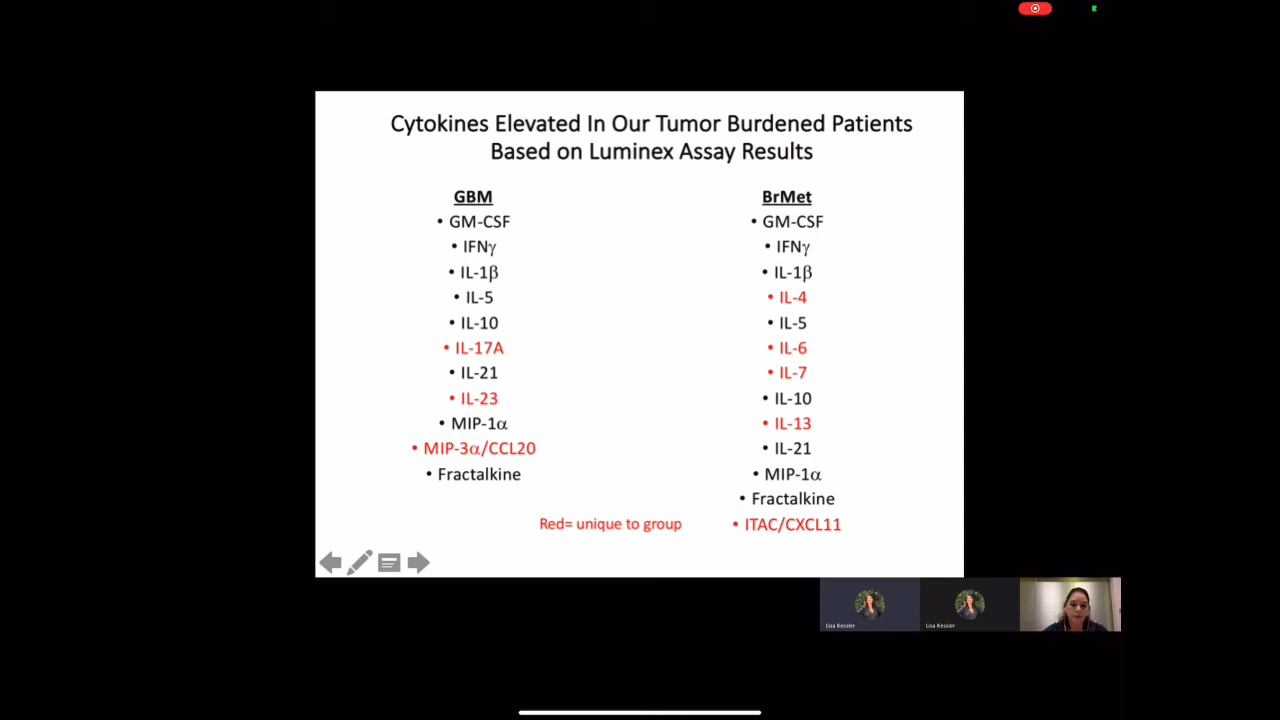 Cytokines Elevated In Our Tumor Burdened Patients
Based on Luminex Assay Results
GBM
• GM-CSF
• IFNγ
• IL-1β
• IL-5
• IL-10
• IL-17A
• IL-21
• IL-23
• MIP-1α
• MIP-3α/CCL20
• Fractalkine
BrMet
• GM-CSF
• IFNγ
• IL-1β
• IL-4
• IL-5
• IL-6
• IL-7
• IL-10
• IL-13
• IL-21
• MIP-1α
• Fractalkine
• ITAC/CXCL11
Red= unique to group
Lisa Kessler
Lisa Kessler